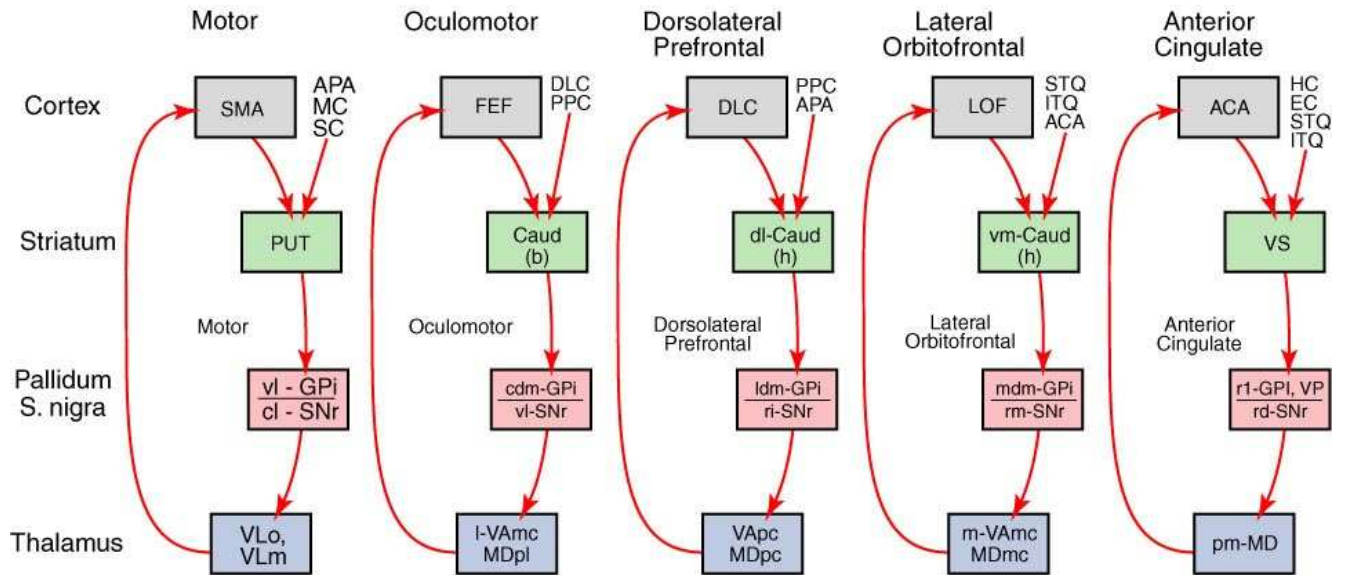 Motor
Oculomotor
Dorsolateral
Prefrontal
Lateral
Orbitofrontal
Anterior
Cingulate
Cortex
SMA
APA
MC
SC
FEF
DLC
PPC
DLC
PPC
APA
LOF
STQ
ITQ
ACA
ACA
HC
EC
STQ
ITQ
Striatum
PUT
Caud
(b)
dl-Caud
(h)
vm-Caud
(h)
VS
Motor
Oculomotor
Dorsolateral
Prefrontal
Lateral
Orbitofrontal
Anterior
Cingulate
Pallidum
S. nigra
vl - GPi
cl - SNr
cdm-GPi
vl-SNr
ldm-GPi
ri-SNr
mdm-GPi
rm-SNr
r1-GPI, VP
rd-SNr
Thalamus
VLo,
VLm
l-VAmc
MDpl
VApc
MDpc
m-VAmc
MDmc
pm-MD